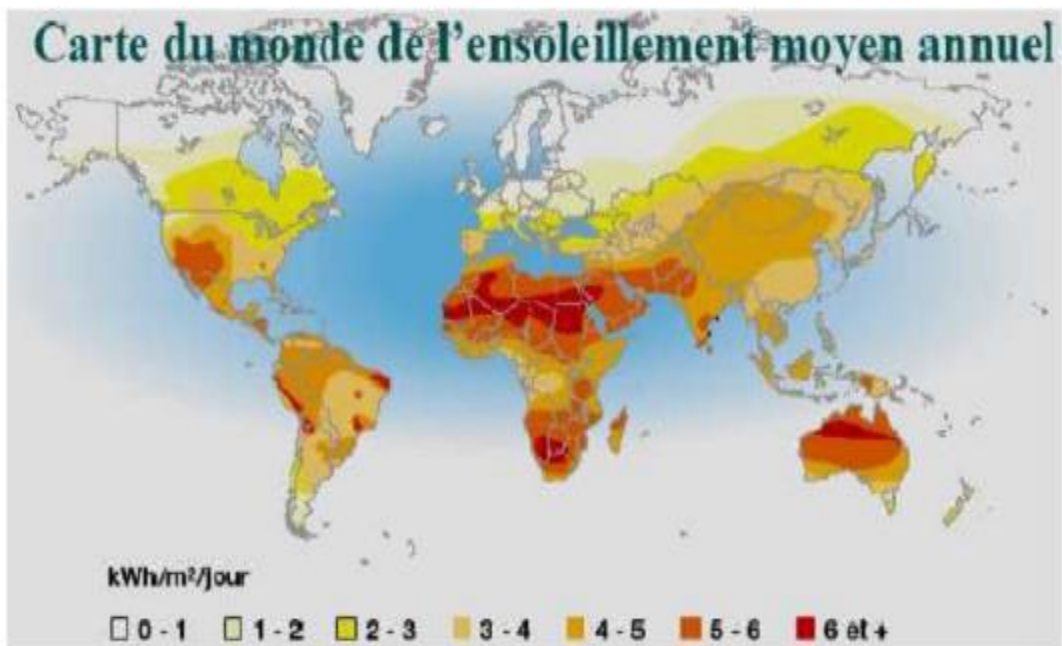 Carte du monde de l'ensoleillement moyen annuel
kWh/m²/jour
0 - 1 1 - 2 2 - 3 3 - 4 4 - 5 5 - 6 6 et +